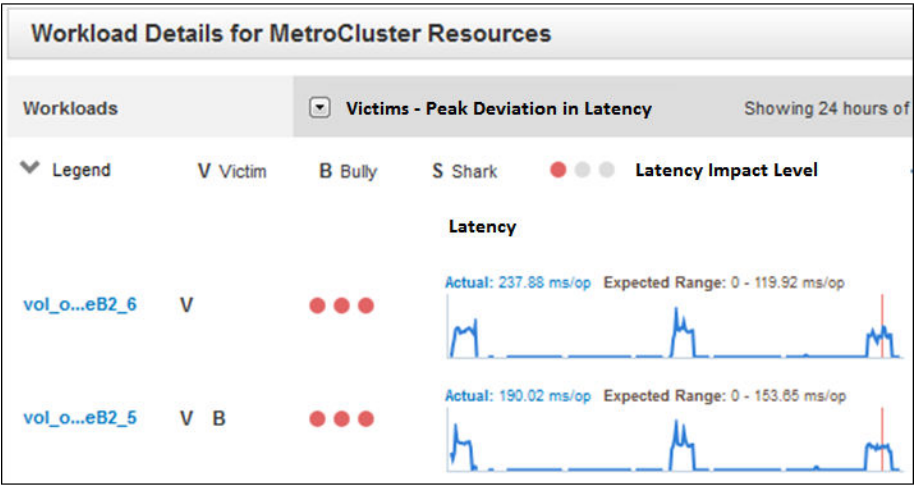 Workload Details for MetroCluster Resources
Workloads Victims - Peak Deviation in Latency Showing 24 hours of
Legend V Victim B Bully S Shark Latency Impact Level
Latency
Actual: 237.88 ms/op Expected Range: 0 - 119.92 ms/op
vol_o...eB2_6 V
Actual: 190.02 ms/op Expected Range: 0 - 153.65 ms/op
vol_o...eB2_5 V B